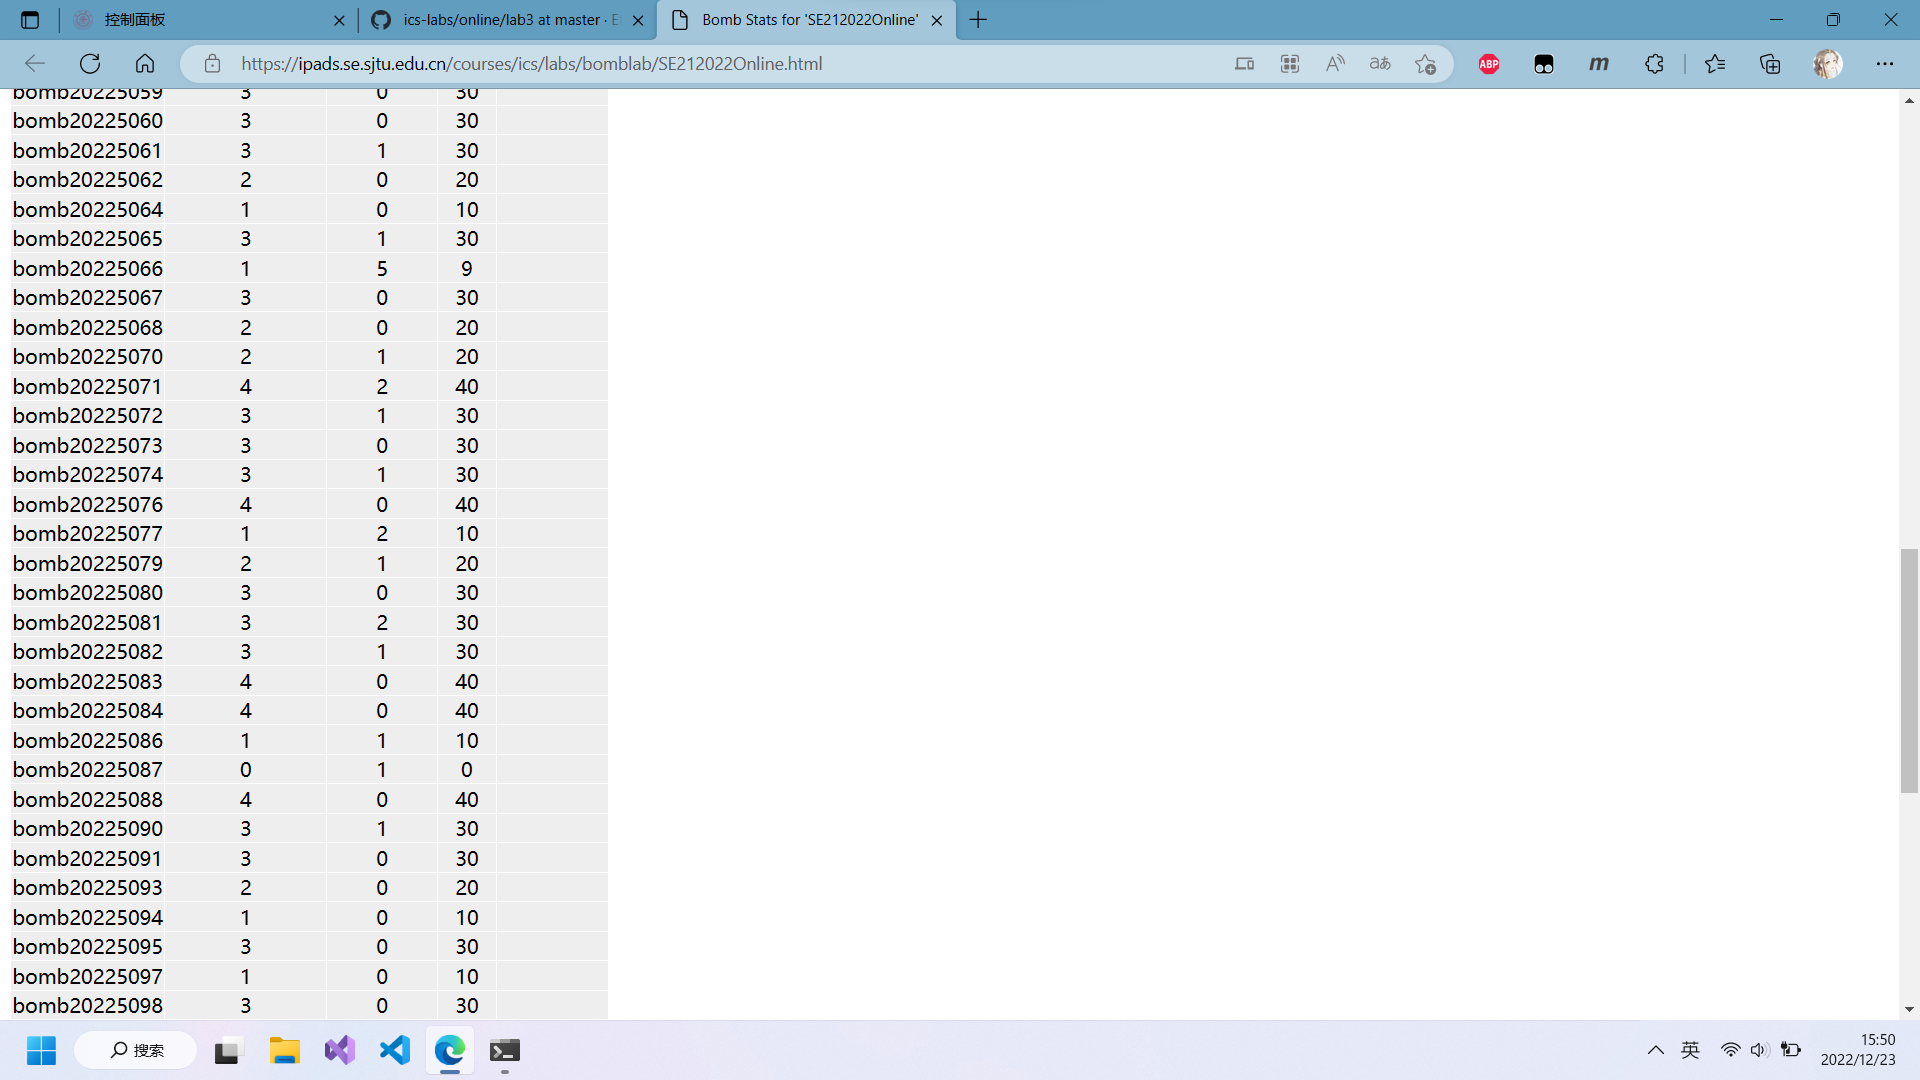 控制面板
ics-labs/online/lab3 at master · E
Bomb Stats for 'SE212022Online'
https://ipads.se.sjtu.edu.cn/courses/ics/labs/bomblab/SE212022Online.html
aあ
ABP
m
bomb20225059 3 0 30
bomb20225060 3 0 30
bomb20225061 3 1 30
bomb20225062 2 0 20
bomb20225064 1 0 10
bomb20225065 3 1 30
bomb20225066 1 5 9
bomb20225067 3 0 30
bomb20225068 2 0 20
bomb20225070 2 1 20
bomb20225071 4 2 40
bomb20225072 3 1 30
bomb20225073 3 0 30
bomb20225074 3 1 30
bomb20225076 4 0 40
bomb20225077 1 2 10
bomb20225079 2 1 20
bomb20225080 3 0 30
bomb20225081 3 2 30
bomb20225082 3 1 30
bomb20225083 4 0 40
bomb20225084 4 0 40
bomb20225086 1 1 10
bomb20225087 0 1 0
bomb20225088 4 0 40
bomb20225090 3 1 30
bomb20225091 3 0 30
bomb20225093 2 0 20
bomb20225094 1 0 10
bomb20225095 3 0 30
bomb20225097 1 0 10
bomb20225098 3 0 30
搜索
英
15:50
2022/12/23